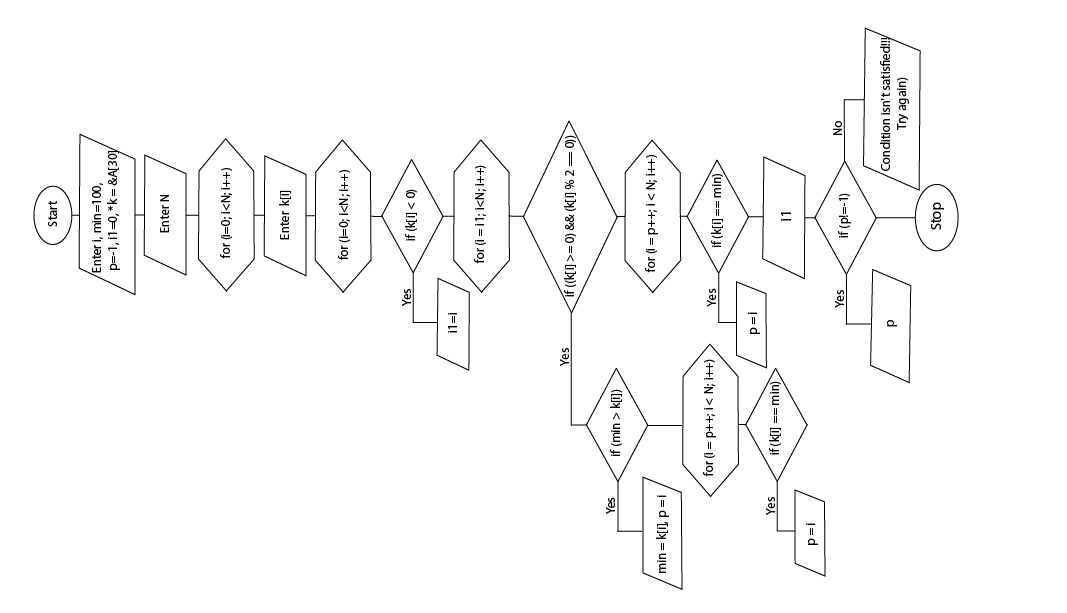 Start
Enter i, min=100,
p=-1, i1=0, *k = &A[30]
Enter N
for (i=0; i<N; i++)
Enter k[i]
for (i=0; i<N; i++)
if (k[i] < 0)
Yes
i1=i
for (i = i1; i<N; i++)
if ((k[i] >= 0) && (k[i] % 2 == 0))
Yes
if (min > k[i])
Yes
min = k[i], p = i
for (i = p++; i < N; i++)
if (k[i] == min)
Yes
p = i
for (i = p++; i < N; i++)
if (k[i] == min)
Yes
p = i
i1
if (p!=-1)
Yes
p
No
Condition isn't satisfied!!!
Try again)
Stop